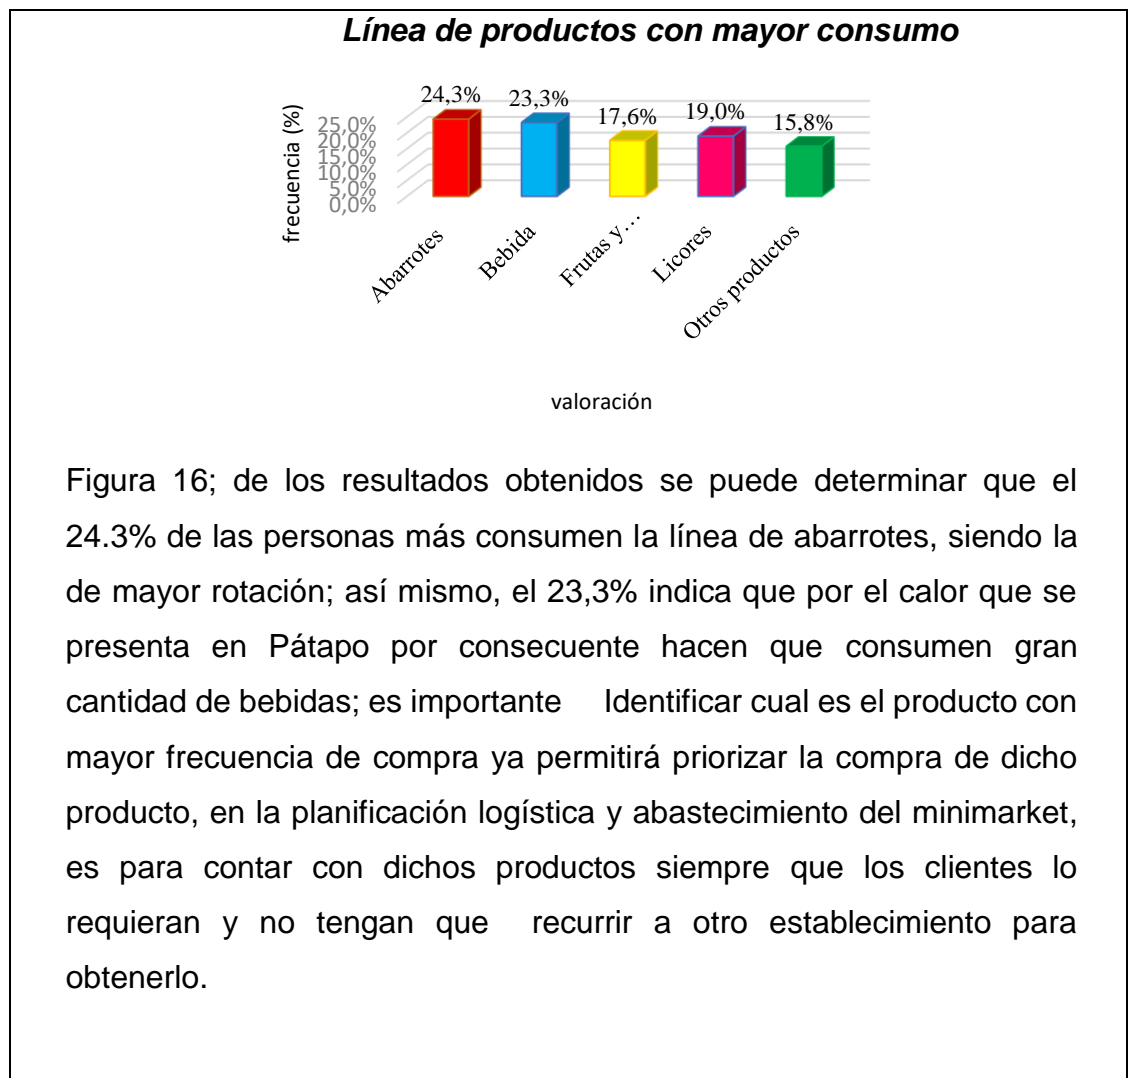 Línea de productos con mayor consumo
24,3%
23,3%
17,6%
19,0%
15,8%
frecuencia (%)
25,0%
20,0%
15,0%
10,0%
5,0%
0,0%
Abarrotes
Bebida
Frutas y…
Licores
Otros productos
valoración
Figura 16; de los resultados obtenidos se puede determinar que el
24.3% de las personas más consumen la línea de abarrotes, siendo la
de mayor rotación; así mismo, el 23,3% indica que por el calor que se
presenta en Pátapo por consecuente hacen que consumen gran
cantidad de bebidas; es importante Identificar cual es el producto con
mayor frecuencia de compra ya permitirá priorizar la compra de dicho
producto, en la planificación logística y abastecimiento del minimarket,
es para contar con dichos productos siempre que los clientes lo
requieran y no tengan que recurrir a otro establecimiento para
obtenerlo.